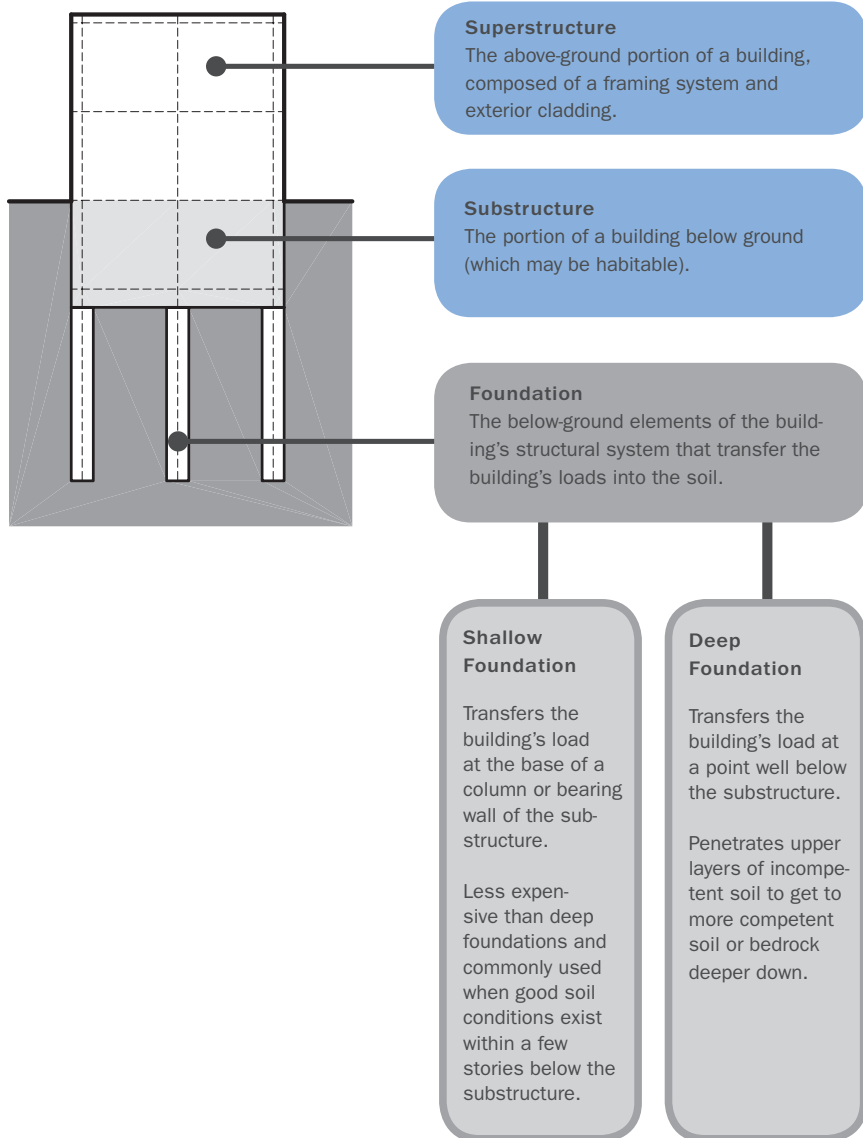 Superstructure
The above-ground portion of a building,
composed of a framing system and
exterior cladding.
Substructure
The portion of a building below ground
(which may be habitable).
Foundation
The below-ground elements of the build-
ing’s structural system that transfer the
building’s loads into the soil.
Shallow
Foundation
Transfers the
building’s load
at the base of a
column or bearing
wall of the sub-
structure.
Less expen-
sive than deep
foundations and
commonly used
when good soil
conditions exist
within a few
stories below the
substructure.
Deep
Foundation
Transfers the
building’s load at
a point well below
the substructure.
Penetrates upper
layers of incompe-
tent soil to get to
more competent
soil or bedrock
deeper down.